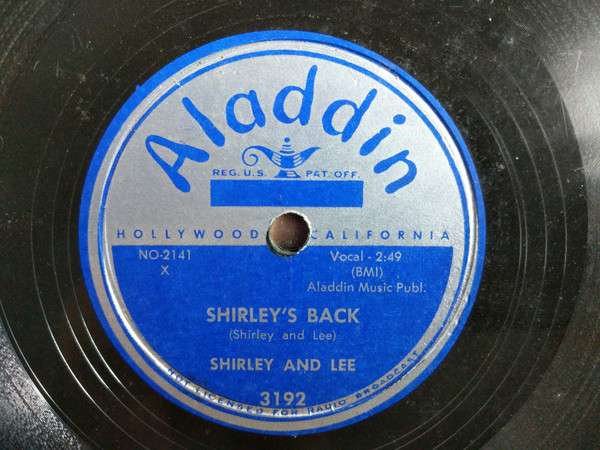 Aladdin
REG. U.S. PAT. OFF.
HOLLYWOOD CALIFORNIA
NO-2141 Vocal - 2:49
X (BMI)
Aladdin Music Publ.
SHIRLEY'S BACK
(Shirley and Lee)
SHIRLEY AND LEE
3192
NOT LICENSED FOR RADIO BROADCAST